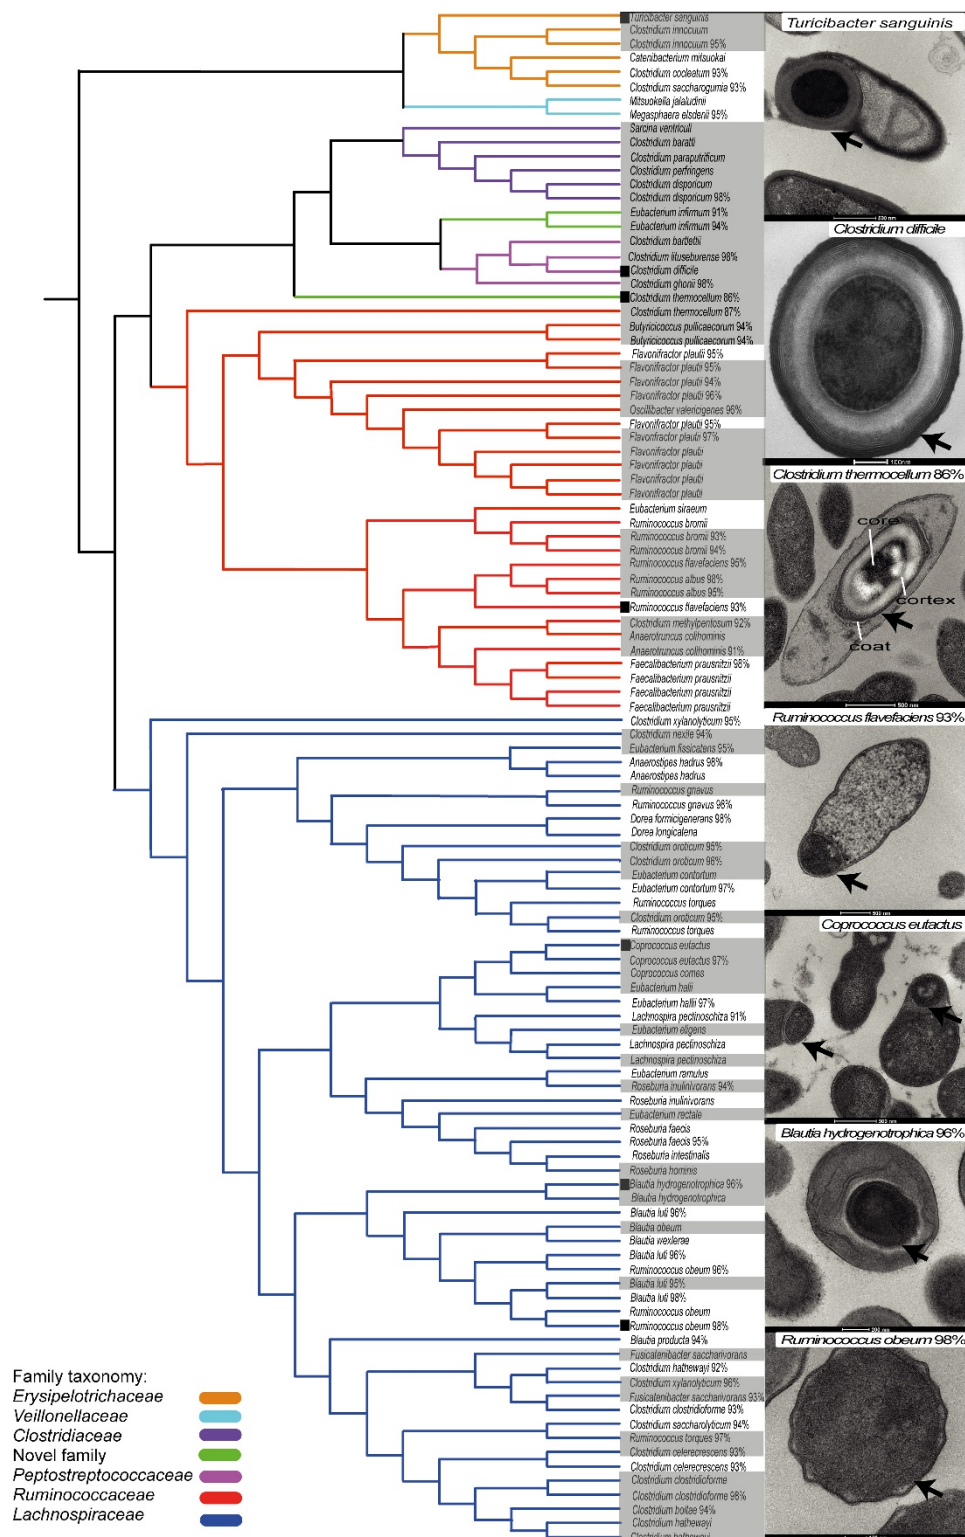 Turicibacter sanguinis
Clostridium innocuum
Clostridium innocuum 95%
Catenibacterium mitsuokai
Clostridium cocleatum 93%
Clostridium saccharogumia 93%
Mitsuokella jalaludinii
Megasphaera elsdenii 95%
Sarcina ventriculi
Clostridium baratti
Clostridium paraputrificum
Clostridium perfringens
Clostridium disporicum
Clostridium disporicum 98%
Eubacterium infirmum 91%
Eubacterium infirmum 94%
Clostridium bartlettii
Clostridium lituseburense 98%
Clostridium difficile
Clostridium ghonii 98%
Clostridium thermocellum 86%
Clostridium thermocellum 87%
Butyricicoccus pullicaecorum 94%
Butyricicoccus pullicaecorum 94%
Flavonifractor plautii 95%
Flavonifractor plautii 95%
Flavonifractor plautii 94%
Flavonifractor plautii 96%
Oscillibacter valericigenes 96%
Flavonifractor plautii 95%
Flavonifractor plautii 97%
Flavonifractor plautii
Flavonifractor plautii
Flavonifractor plautii
Flavonifractor plautii
Eubacterium siraeum
Ruminococcus bromii
Ruminococcus bromii 93%
Ruminococcus bromii 94%
Ruminococcus flavefaciens 95%
Ruminococcus albus 98%
Ruminococcus albus 95%
Ruminococcus flavefaciens 93%
Clostridium methylpentosum 92%
Anaerotruncus colihominis
Anaerotruncus colihominis 91%
Faecalibacterium prausnitzii 98%
Faecalibacterium prausnitzii
Faecalibacterium prausnitzii
Faecalibacterium prausnitzii
Clostridium xylanolyticum 95%
Clostridium nexile 94%
Eubacterium fissicatens 95%
Anaerostipes hadrus 98%
Anaerostipes hadrus
Ruminococcus gnavus
Ruminococcus gnavus 96%
Dorea formicigenerans 98%
Dorea longicatena
Clostridium oroticum 95%
Clostridium oroticum 96%
Eubacterium contortum
Eubacterium contortum 97%
Ruminococcus torques
Clostridium oroticum 95%
Ruminococcus torques
Coprococcus eutactus
Coprococcus eutactus 97%
Coprococcus comes
Eubacterium hallii
Eubacterium hallii 97%
Lachnospira pectinoschiza 91%
Eubacterium eligens
Lachnospira pectinoschiza
Lachnospira pectinoschiza
Eubacterium ramulus
Roseburia inulinivorans 94%
Roseburia inulinivorans
Eubacterium rectale
Roseburia faecis
Roseburia faecis 95%
Roseburia intestinalis
Roseburia hominis
Blautia hydrogenotrophica 96%
Blautia hydrogenotrophica
Blautia luti 96%
Blautia obeum
Blautia wexlerae
Blautia luti 96%
Ruminococcus obeum 96%
Blautia luti 95%
Blautia luti 98%
Ruminococcus obeum
Ruminococcus obeum 98%
Blautia producta 94%
Fusicatenibacter saccharivorans
Clostridium hathewayi 92%
Clostridium xylanolyticum 96%
Fusicatenibacter saccharivorans 93%
Clostridium clostridioforme 93%
Clostridium saccharolyticum 94%
Ruminococcus torques 97%
Clostridium celerecrescens 93%
Clostridium celerecrescens 93%
Clostridium clostridioforme
Clostridium clostridioforme 98%
Clostridium bolteae 94%
Clostridium hathewayi
Clostridium hathewayi
Family taxonomy:
Erysipelotrichaceae
Veillonellaceae
Clostridiaceae
Novel family
Peptostreptococcaceae
Ruminococcaceae
Lachnospiraceae
Turicibacter sanguinis
Clostridium difficile
100nm
Clostridium thermocellum 86%
core
cortex
coat
500 nm
Ruminococcus flavefaciens 93%
Coprococcus eutactus
Blautia hydrogenotrophica 96%
Ruminococcus obeum 98%